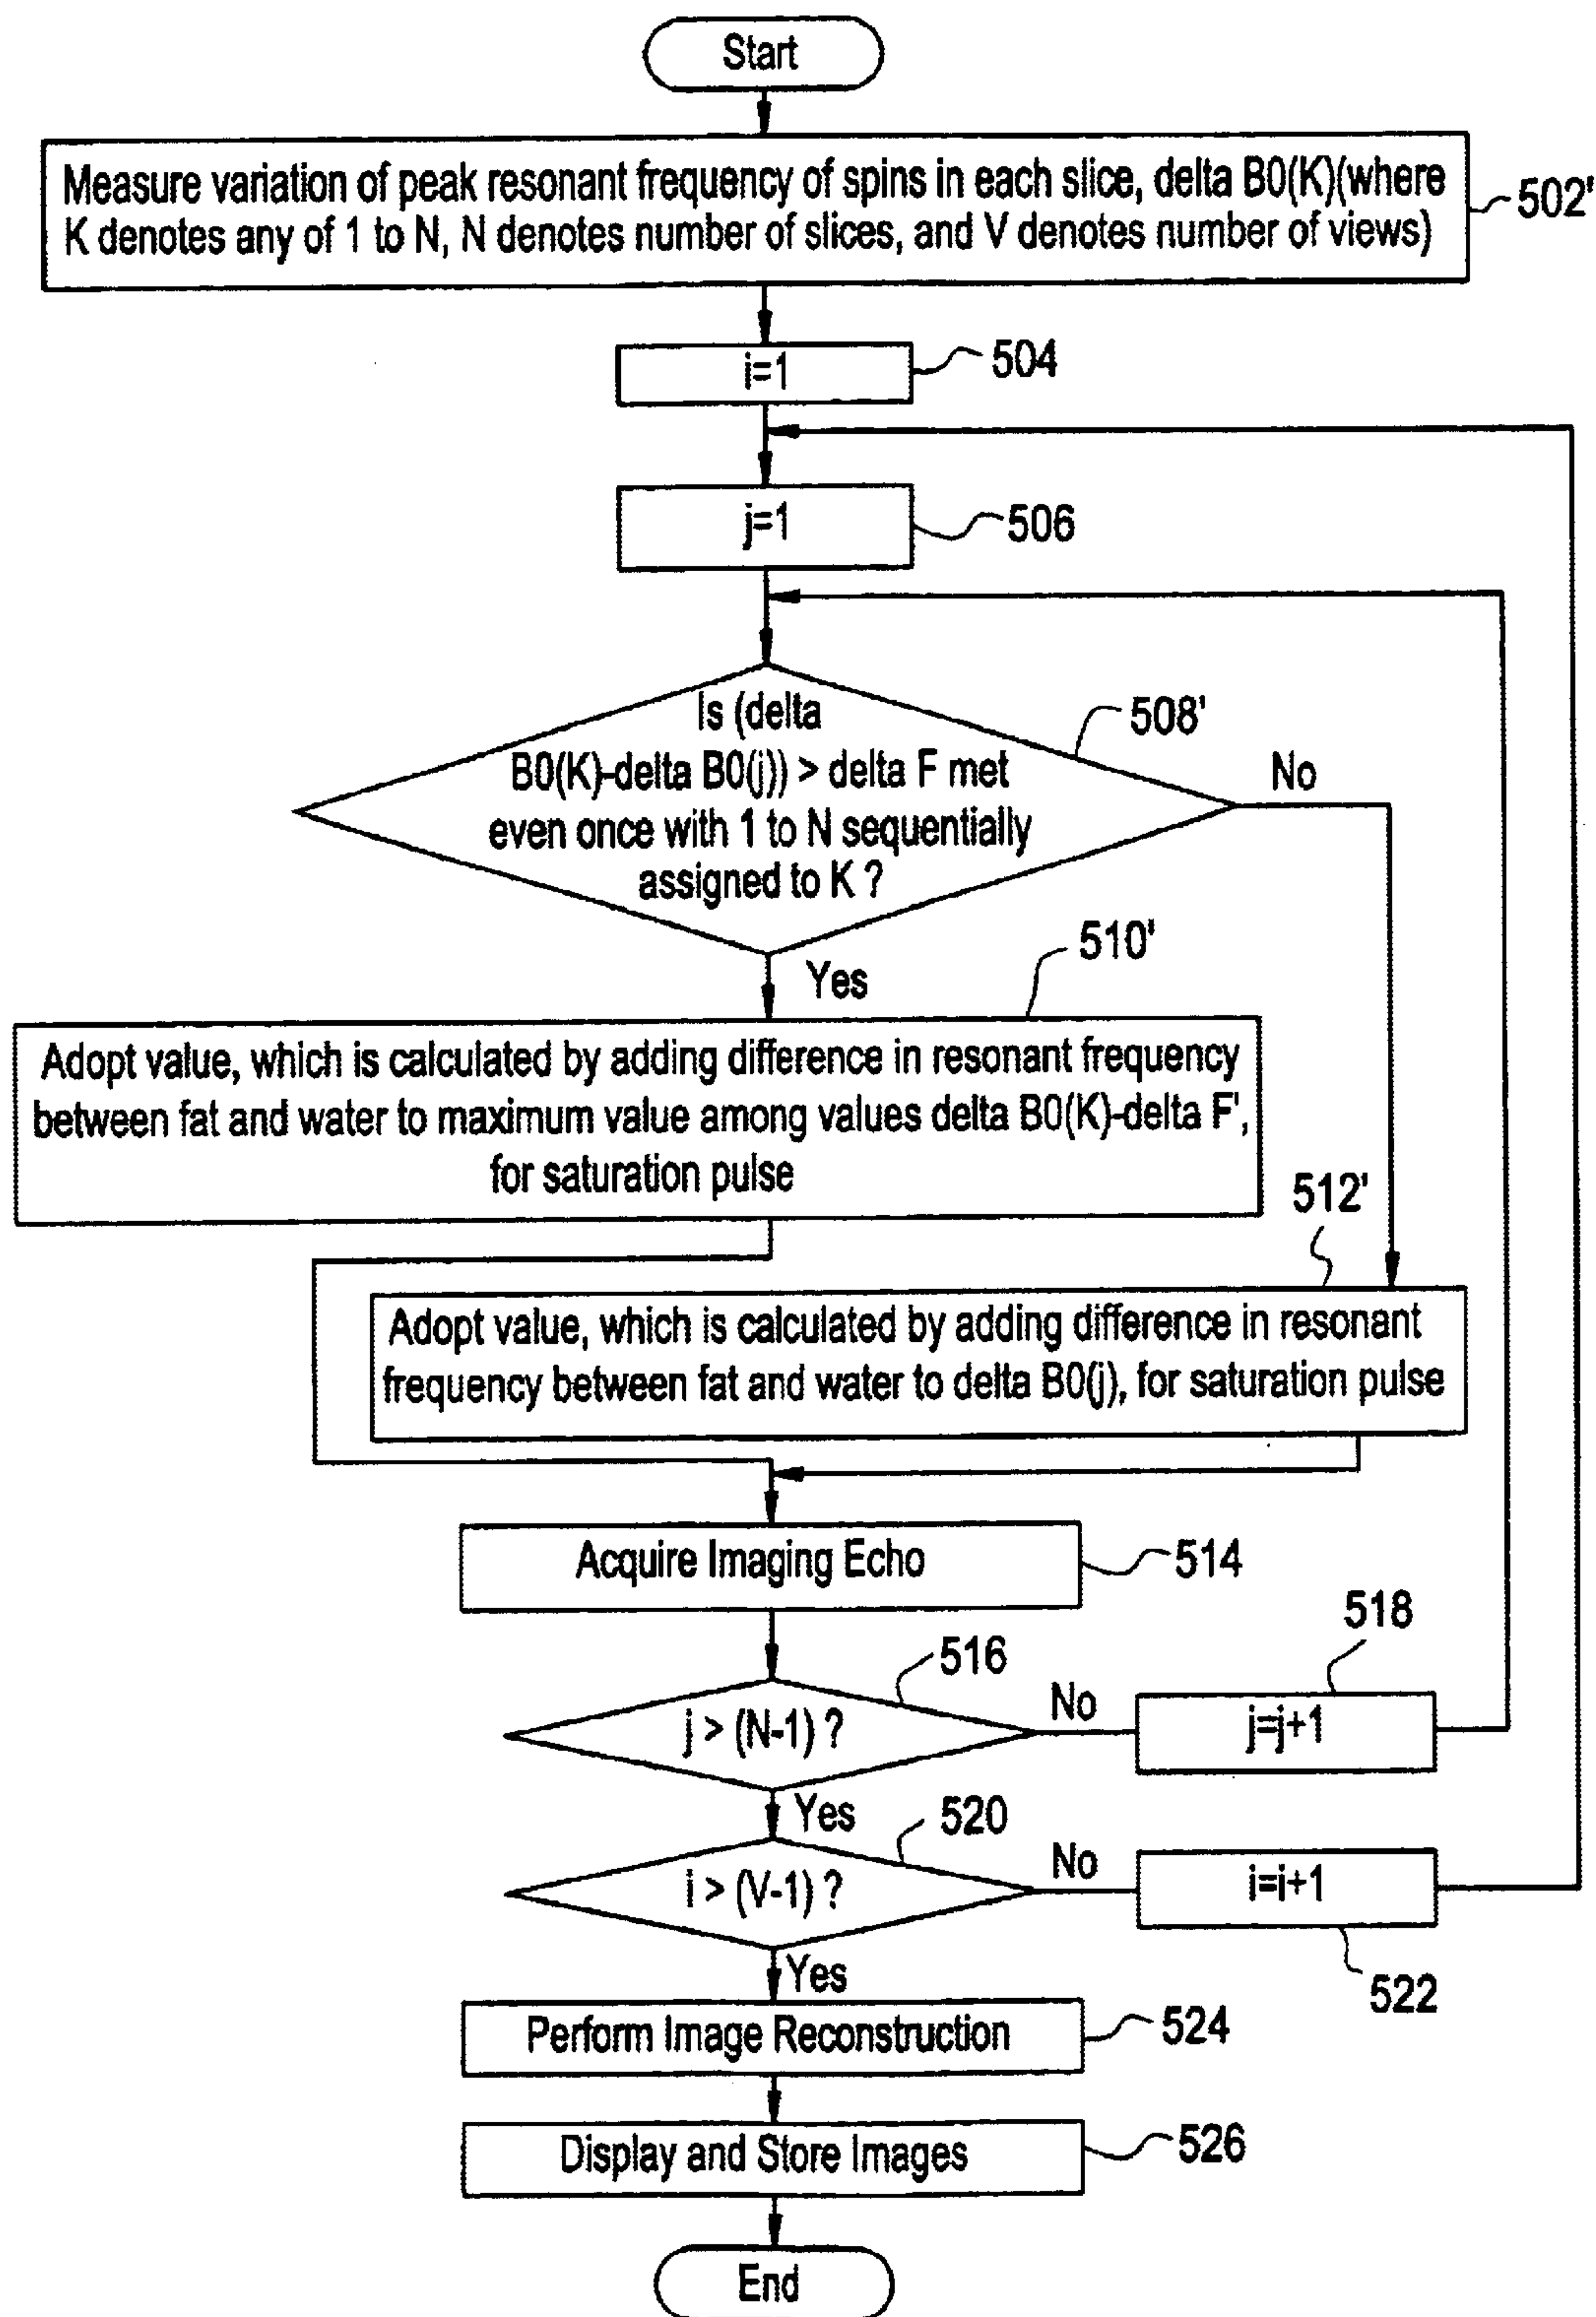 Start
Measure variation of peak resonant frequency of spins in each slice, delta B0(K)(where
K denotes any of 1 to N, N denotes number of slices, and V denotes number of views)
502'
i=1
504
j=1
506
Is (delta
B0(K)-delta B0(j)) > delta F met
even once with 1 to N sequentially
assigned to K ?
508'
No
Yes
510'
Adopt value, which is calculated by adding difference in resonant frequency
between fat and water to maximum value among values delta B0(K)-delta F',
for saturation pulse
512'
Adopt value, which is calculated by adding difference in resonant
frequency between fat and water to delta B0(j), for saturation pulse
Acquire Imaging Echo
514
516
518
j > (N-1) ?
No
j=j+1
Yes
520
i > (V-1) ?
No
i=i+1
522
Yes
Perform Image Reconstruction
524
Display and Store Images
526
End